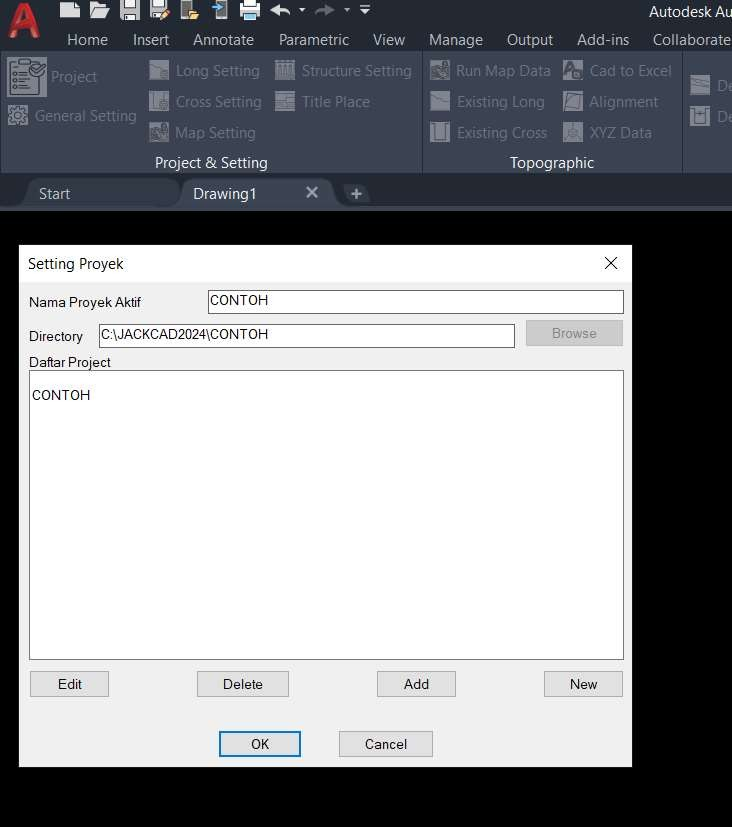 Autodesk Au
Home Insert Annotate Parametric View Manage Output Add-ins Collaborate
Project Long Setting Structure Setting Run Map Data Cad to Excel
General Setting Cross Setting Title Place Existing Long Alignment De
Map Setting Existing Cross XYZ Data De
Project & Setting Topographic
Start Drawing1
Setting Proyek
Nama Proyek Aktif CONTOH
Directory C:\JACKCAD2024\CONTOH Browse
Daftar Project
CONTOH
Edit Delete Add New
OK Cancel